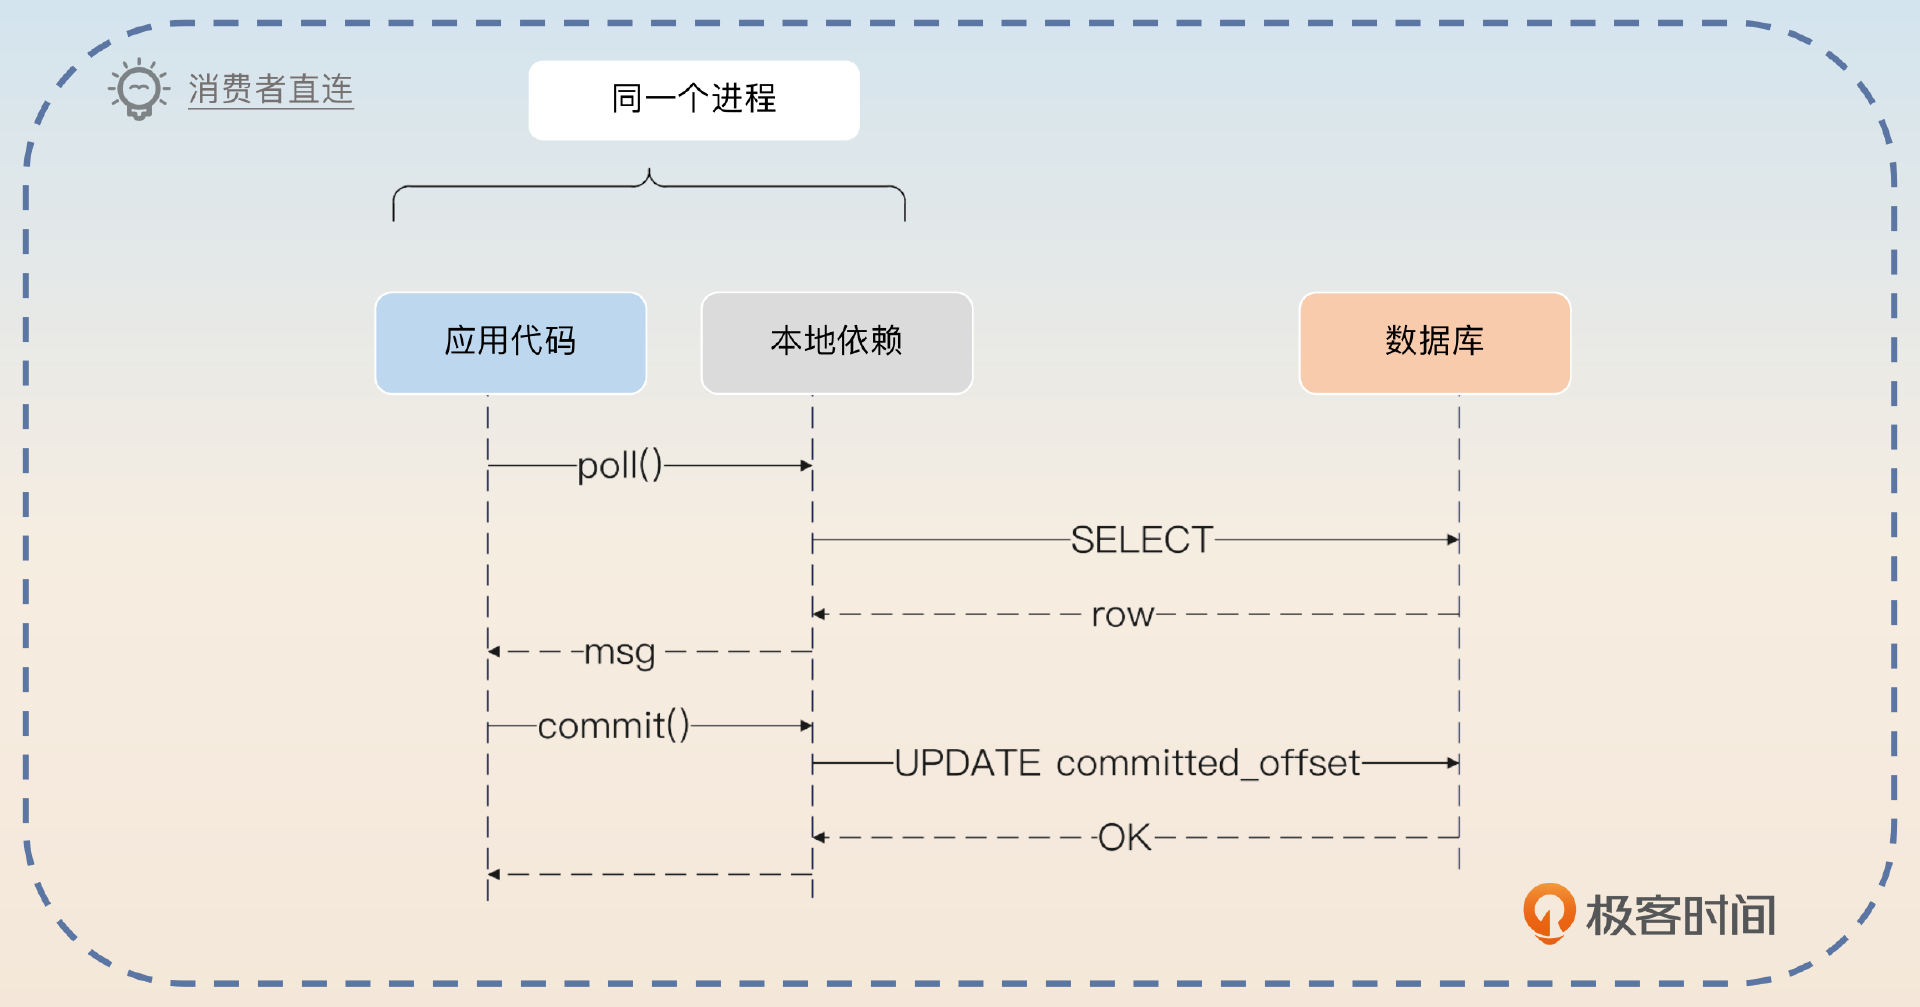 消费者直连
同一个进程
应用代码
本地依赖
数据库
poll()
SELECT
row
msg
commit()
UPDATE committed_offset
OK
极客时间